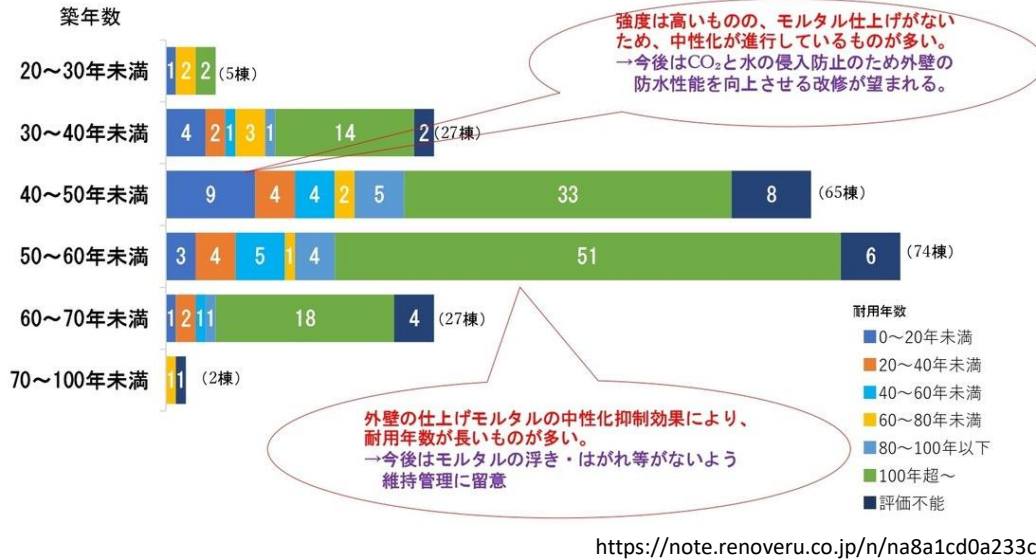 築年数
強度は高いものの、モルタル仕上げがない
ため、中性化が進行しているものが多い。
→今後はCO₂と水の侵入防止のため外壁の
防水性能を向上させる改修が望まれる。
20～30年未満 1 2 2 (5棟)
30～40年未満 4 2 1 3 1 14 2 (27棟)
40～50年未満 9 4 4 2 5 33 8 (65棟)
50～60年未満 3 4 5 1 4 51 6 (74棟)
60～70年未満 1 2 1 1 18 4 (27棟)
70～100年未満 1 1 (2棟)
外壁の仕上げモルタルの中性化抑制効果により、
耐用年数が長いものが多い。
→今後はモルタルの浮き・はがれ等がないよう
維持管理に留意
耐用年数
0～20年未満
20～40年未満
40～60年未満
60～80年未満
80～100年以下
100年超～
評価不能
https://note.renoveru.co.jp/n/na8a1cd0a233c